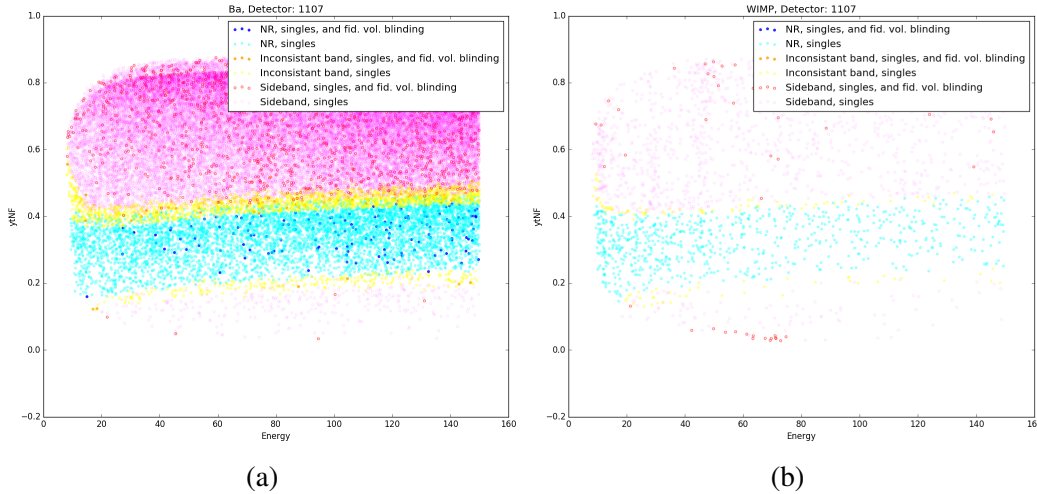 Ba, Detector: 1107
NR, singles, and fid. vol. blinding
NR, singles
Inconsistant band, singles, and fid. vol. blinding
Inconsistant band, singles
Sideband, singles, and fid. vol. blinding
Sideband, singles
1.0
0.8
0.6
0.4
0.2
0.0
−0.2
ytNF
0 20 40 60 80 100 120 140 160
Energy
(a)
WIMP, Detector: 1107
NR, singles, and fid. vol. blinding
NR, singles
Inconsistant band, singles, and fid. vol. blinding
Inconsistant band, singles
Sideband, singles, and fid. vol. blinding
Sideband, singles
1.0
0.8
0.6
0.4
0.2
0.0
−0.2
ytNF
0 20 40 60 80 100 120 140 160
Energy
(b)